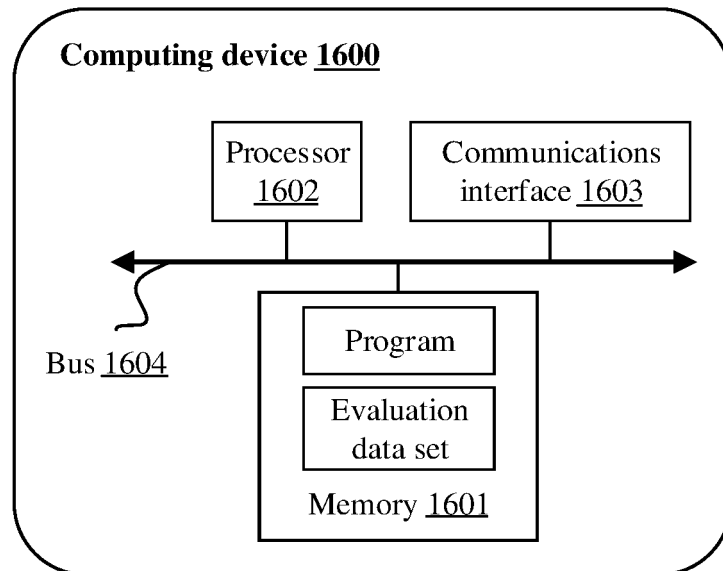 Computing device 1600
Processor
1602
Communications
interface 1603
Bus 1604
Program
Evaluation
data set
Memory 1601